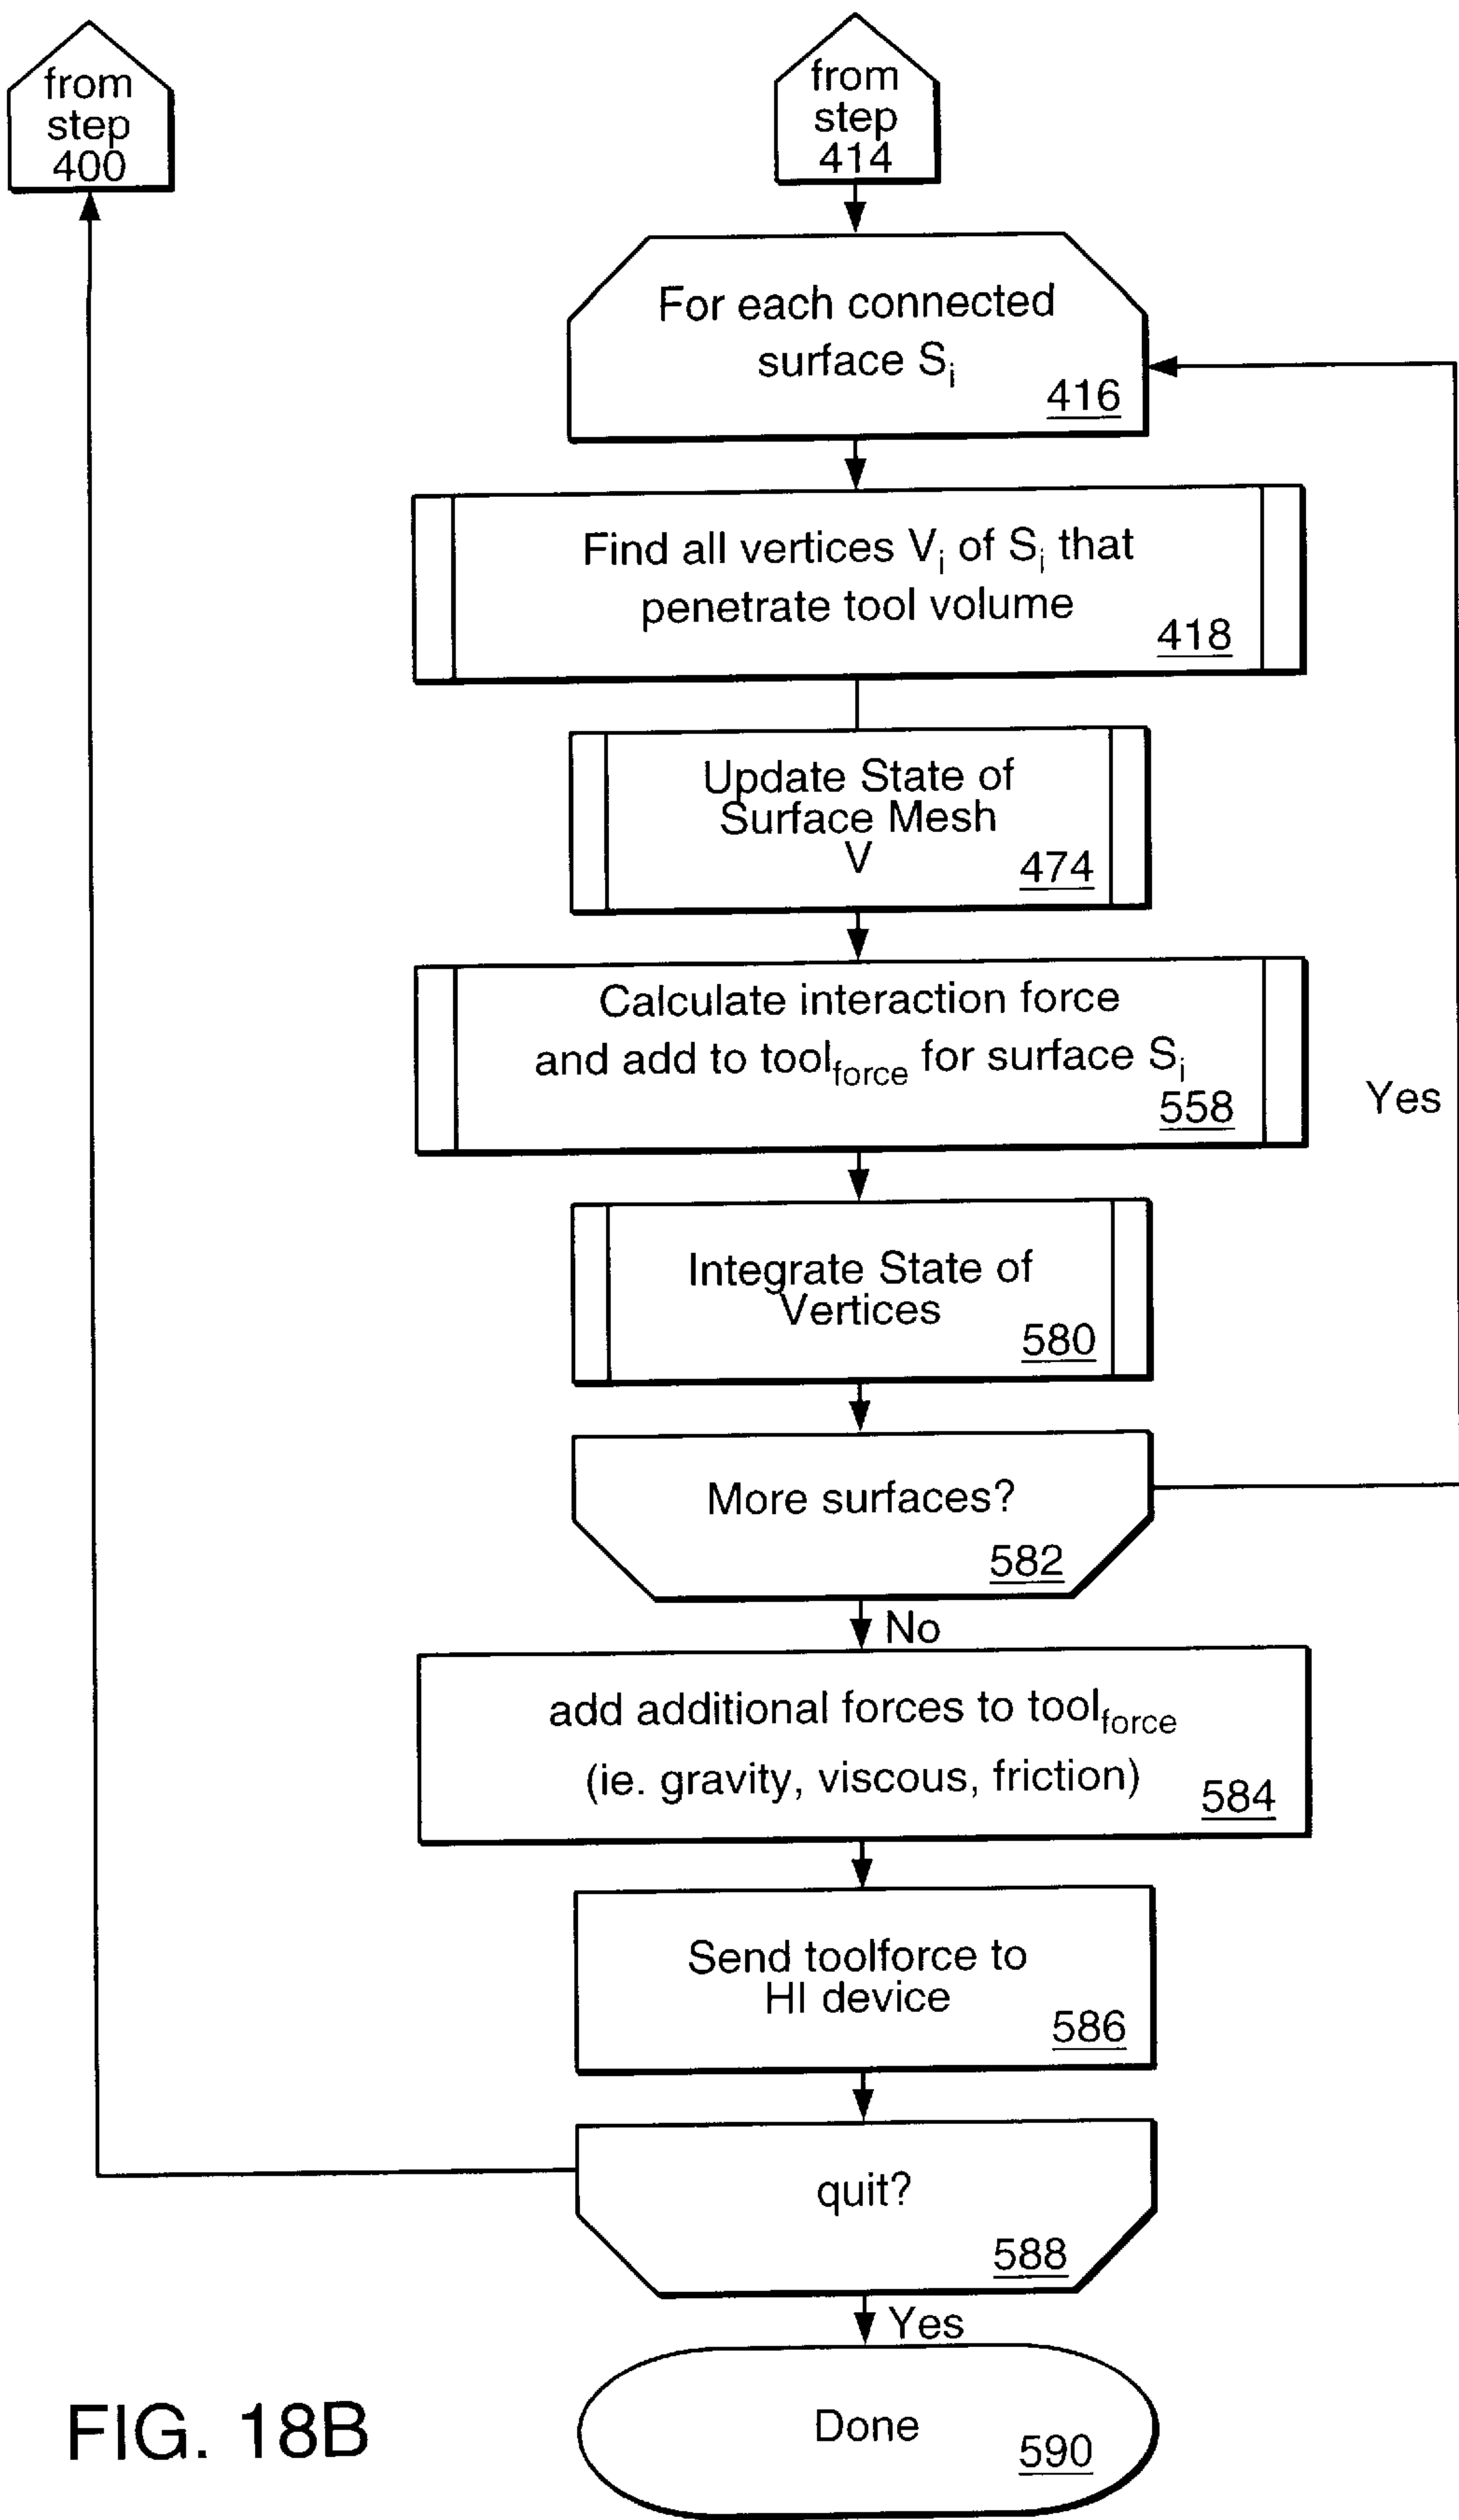 from
step
400
from
step
414
For each connected
surface Si
416
Find all vertices Vi of Si that
penetrate tool volume
418
Update State of
Surface Mesh
V
474
Calculate interaction force
and add to toolforce for surface Si
558
Yes
Integrate State of
Vertices
580
More surfaces?
582
No
add additional forces to toolforce
(ie. gravity, viscous, friction)
584
Send toolforce to
HI device
586
quit?
588
Yes
Done
590
FIG. 18B